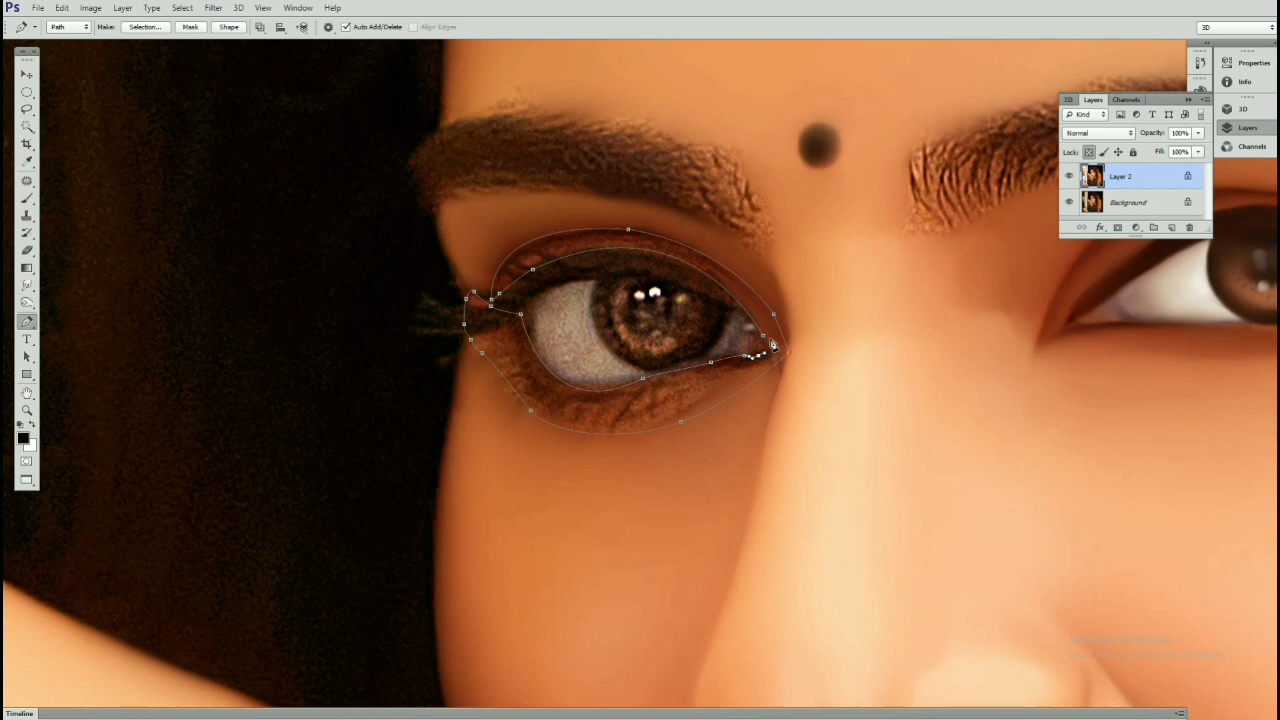 Ps File Edit Image Layer Type Select Filter 3D View Window Help
Path Make: Selection... Mask Shape Auto Add/Delete Align Edges 3D
Properties
Info
3D
Layers
Channels
3D Layers Channels
Kind
Normal Opacity: 100%
Lock: Fill: 100%
Layer 2
Background
fx
Timeline